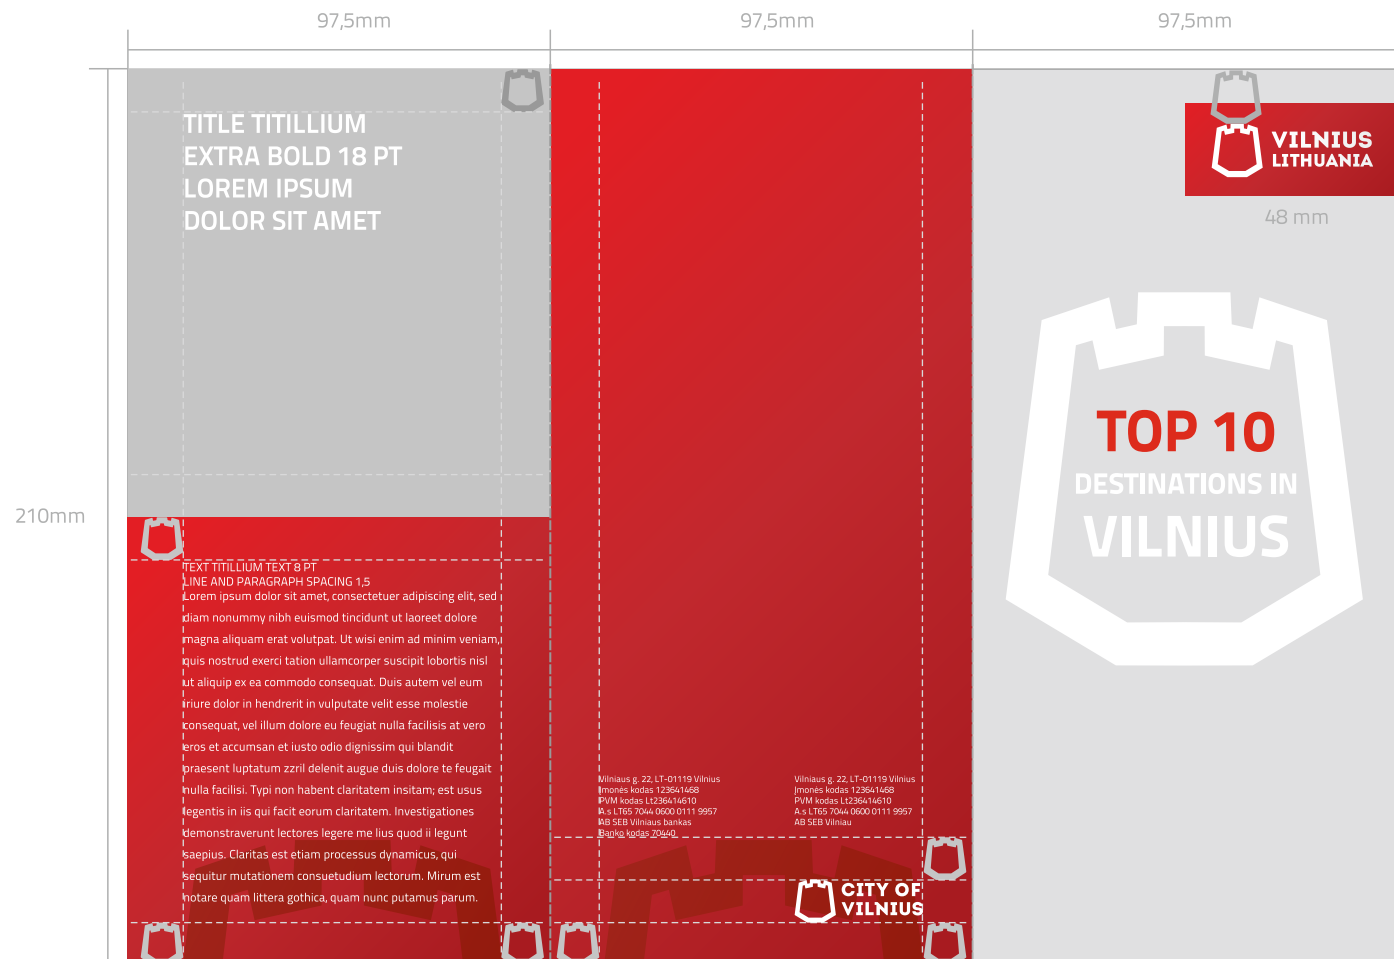 97,5mm
97,5mm
97,5mm
210mm
TITLE TITILLIUM
EXTRA BOLD 18 PT
LOREM IPSUM
DOLOR SIT AMET
TEXT TITILLIUM TEXT 8 PT
LINE AND PARAGRAPH SPACING 1,5
Lorem ipsum dolor sit amet, consectetuer adipiscing elit, sed
diam nonummy nibh euismod tincidunt ut laoreet dolore
magna aliquam erat volutpat. Ut wisi enim ad minim veniam,
quis nostrud exerci tation ullamcorper suscipit lobortis nisl
ut aliquip ex ea commodo consequat. Duis autem vel eum
iriure dolor in hendrerit in vulputate velit esse molestie
consequat, vel illum dolore eu feugiat nulla facilisis at vero
eros et accumsan et iusto odio dignissim qui blandit
praesent luptatum zzril delenit augue duis dolore te feugait
nulla facilisi. Typi non habent claritatem insitam; est usus
legentis in iis qui facit eorum claritatem. Investigationes
demonstraverunt lectores legere me lius quod ii legunt
saepius. Claritas est etiam processus dynamicus, qui
sequitur mutationem consuetudium lectorum. Mirum est
notare quam littera gothica, quam nunc putamus parum.
Vilniaus g. 22, LT-01119 Vilnius
Įmonės kodas 123641468
PVM kodas Lt236414610
A.s LT65 7044 0600 0111 9957
AB SEB Vilniaus bankas
Banko kodas 70440
Vilniaus g. 22, LT-01119 Vilnius
Įmonės kodas 123641468
PVM kodas Lt236414610
A.s LT65 7044 0600 0111 9957
AB SEB Vilniau
CITY OF
VILNIUS
VILNIUS
LITHUANIA
48 mm
TOP 10
DESTINATIONS IN
VILNIUS